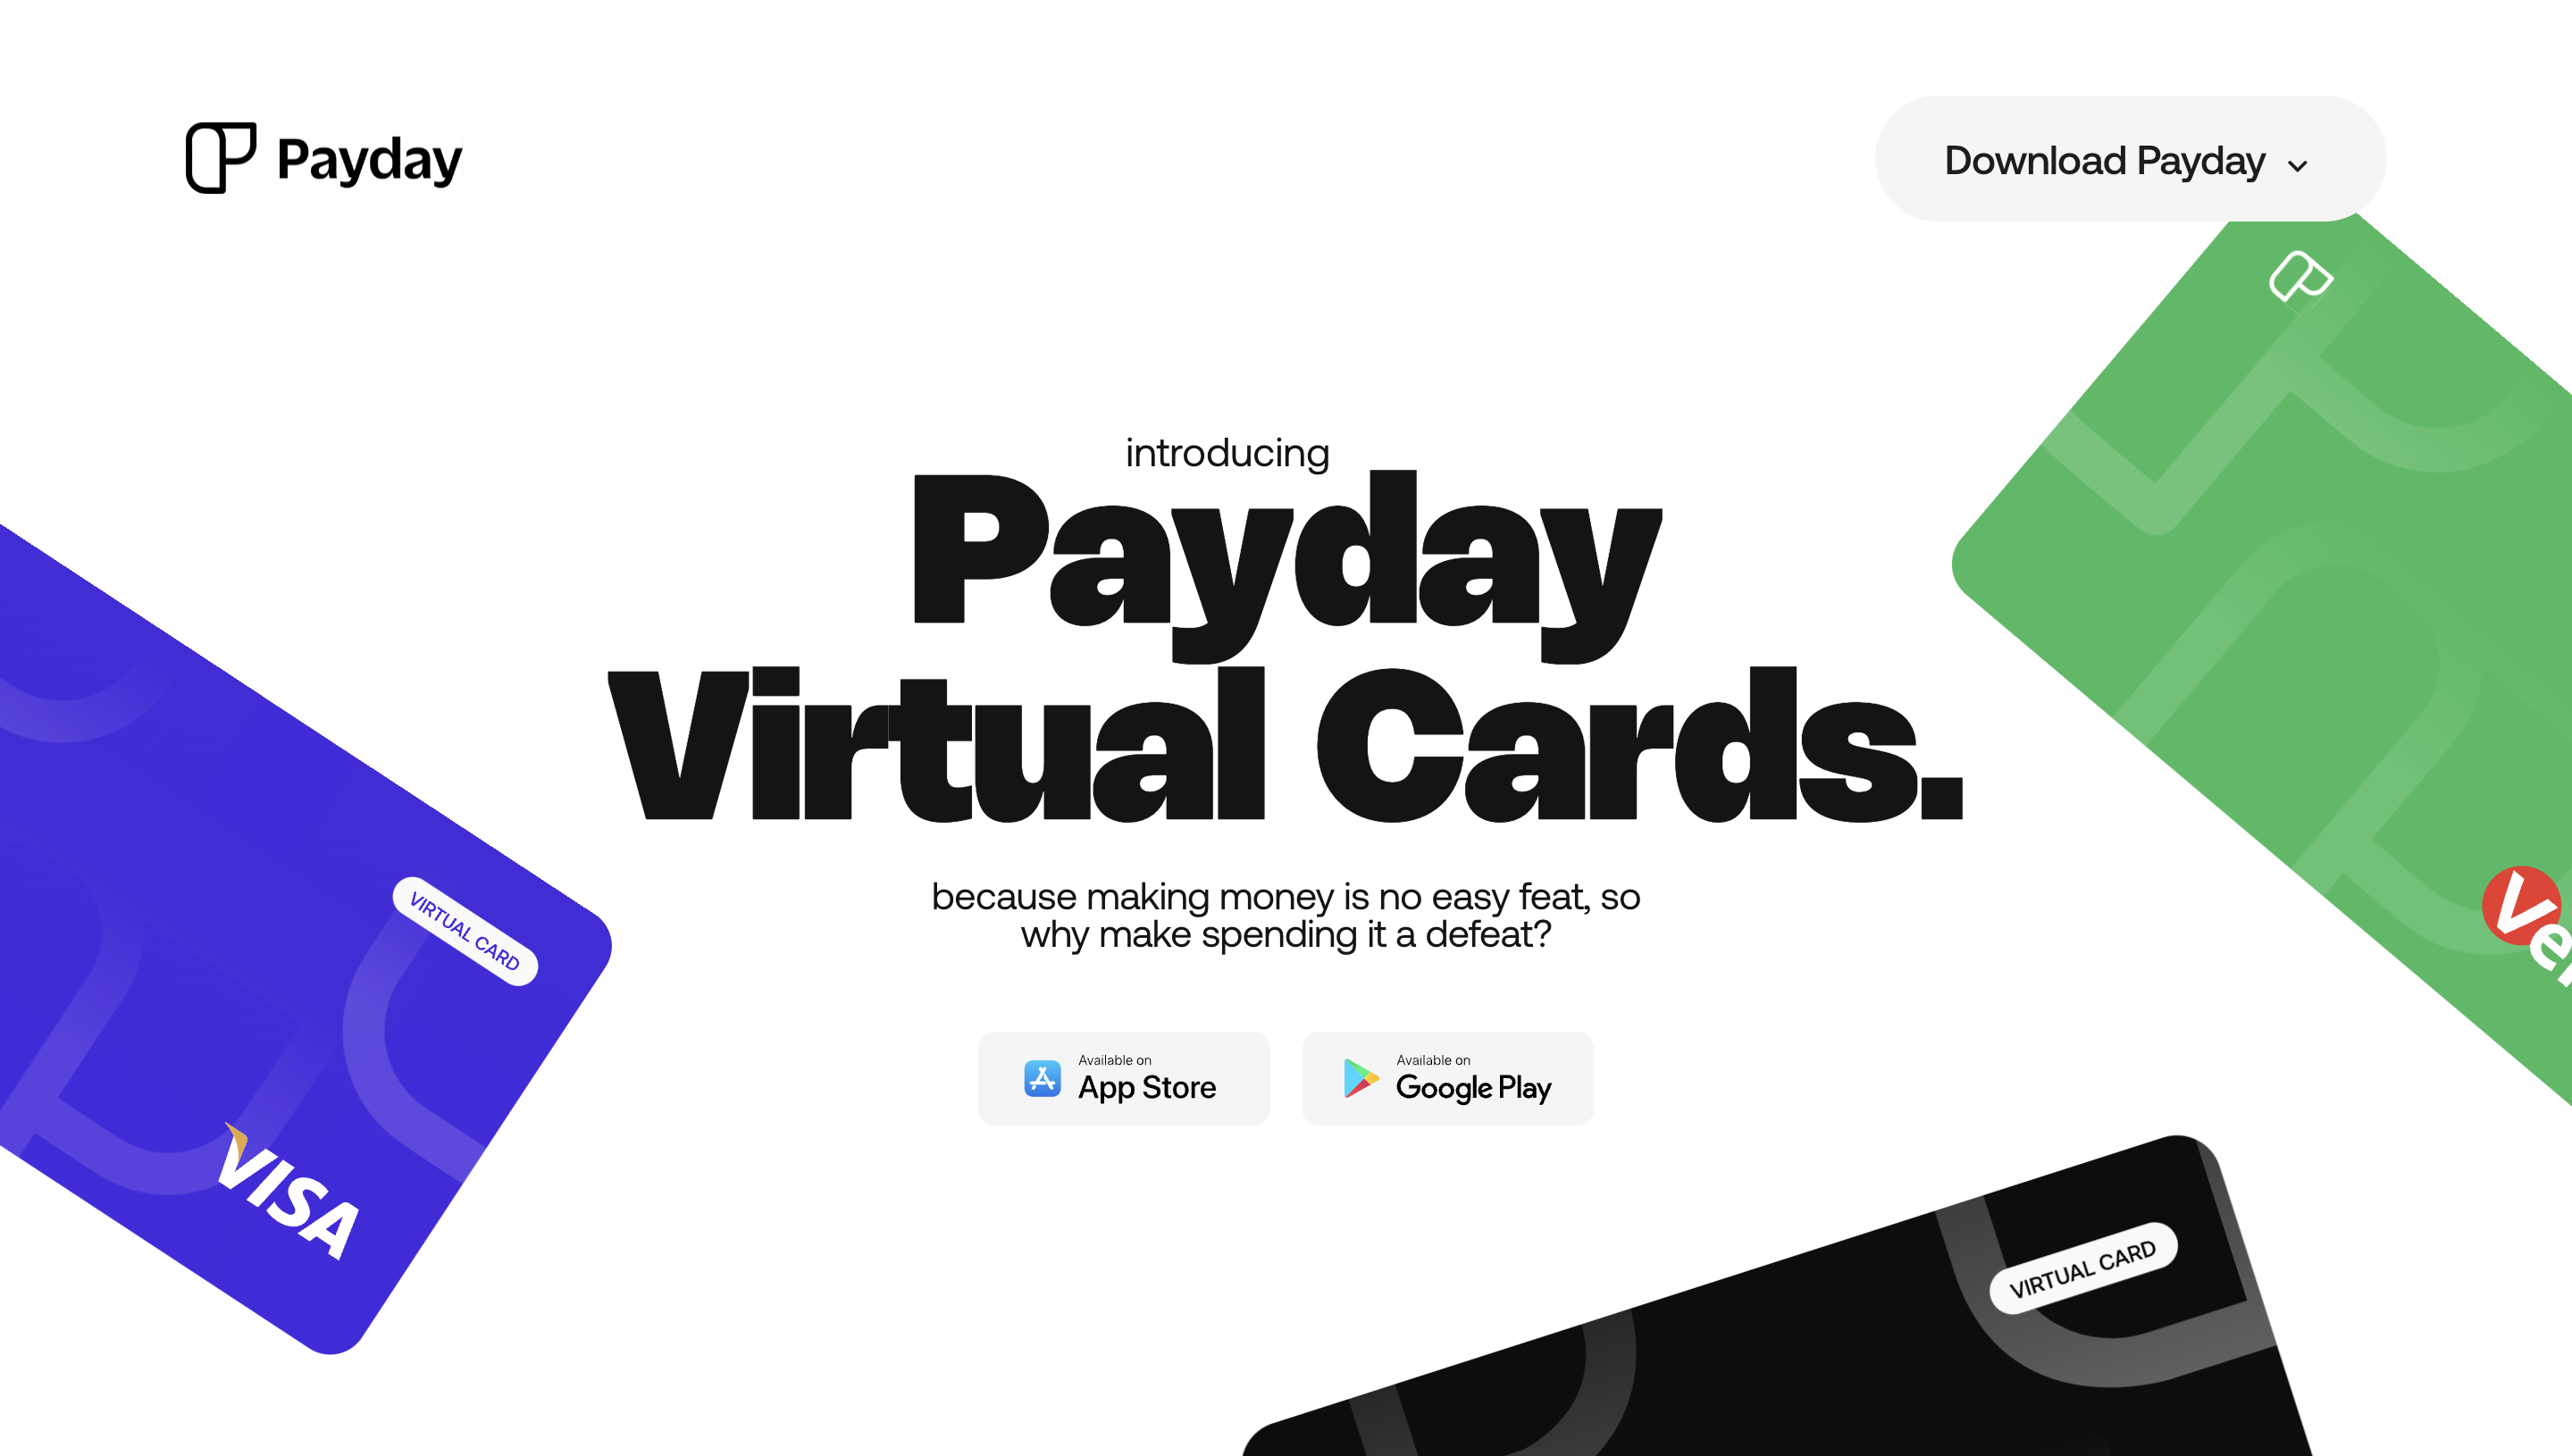 Payday
Download Payday
introducing
Payday
Virtual Cards.
because making money is no easy feat, so
why make spending it a defeat?
Available on
App Store
Available on
Google Play
VIRTUAL CARD
VISA
VIRTUAL CARD